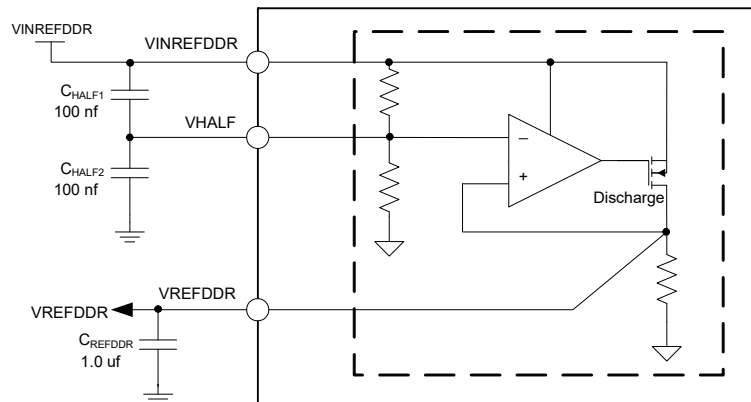 VINREFDDR
VINREFDDR
CHALF1
100 nf
VHALF
CHALF2
100 nf
−
+
Discharge
VREFDDR
VREFDDR
CREFDDR
1.0 uf